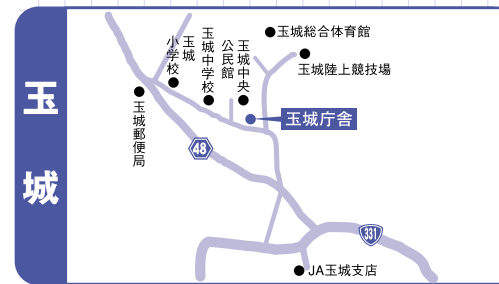 玉城
玉城総合体育館
玉城陸上競技場
玉城中央
公民館
玉城中学校
玉城
小学校
玉城郵便局
玉城庁舎
48
331
JA玉城支店